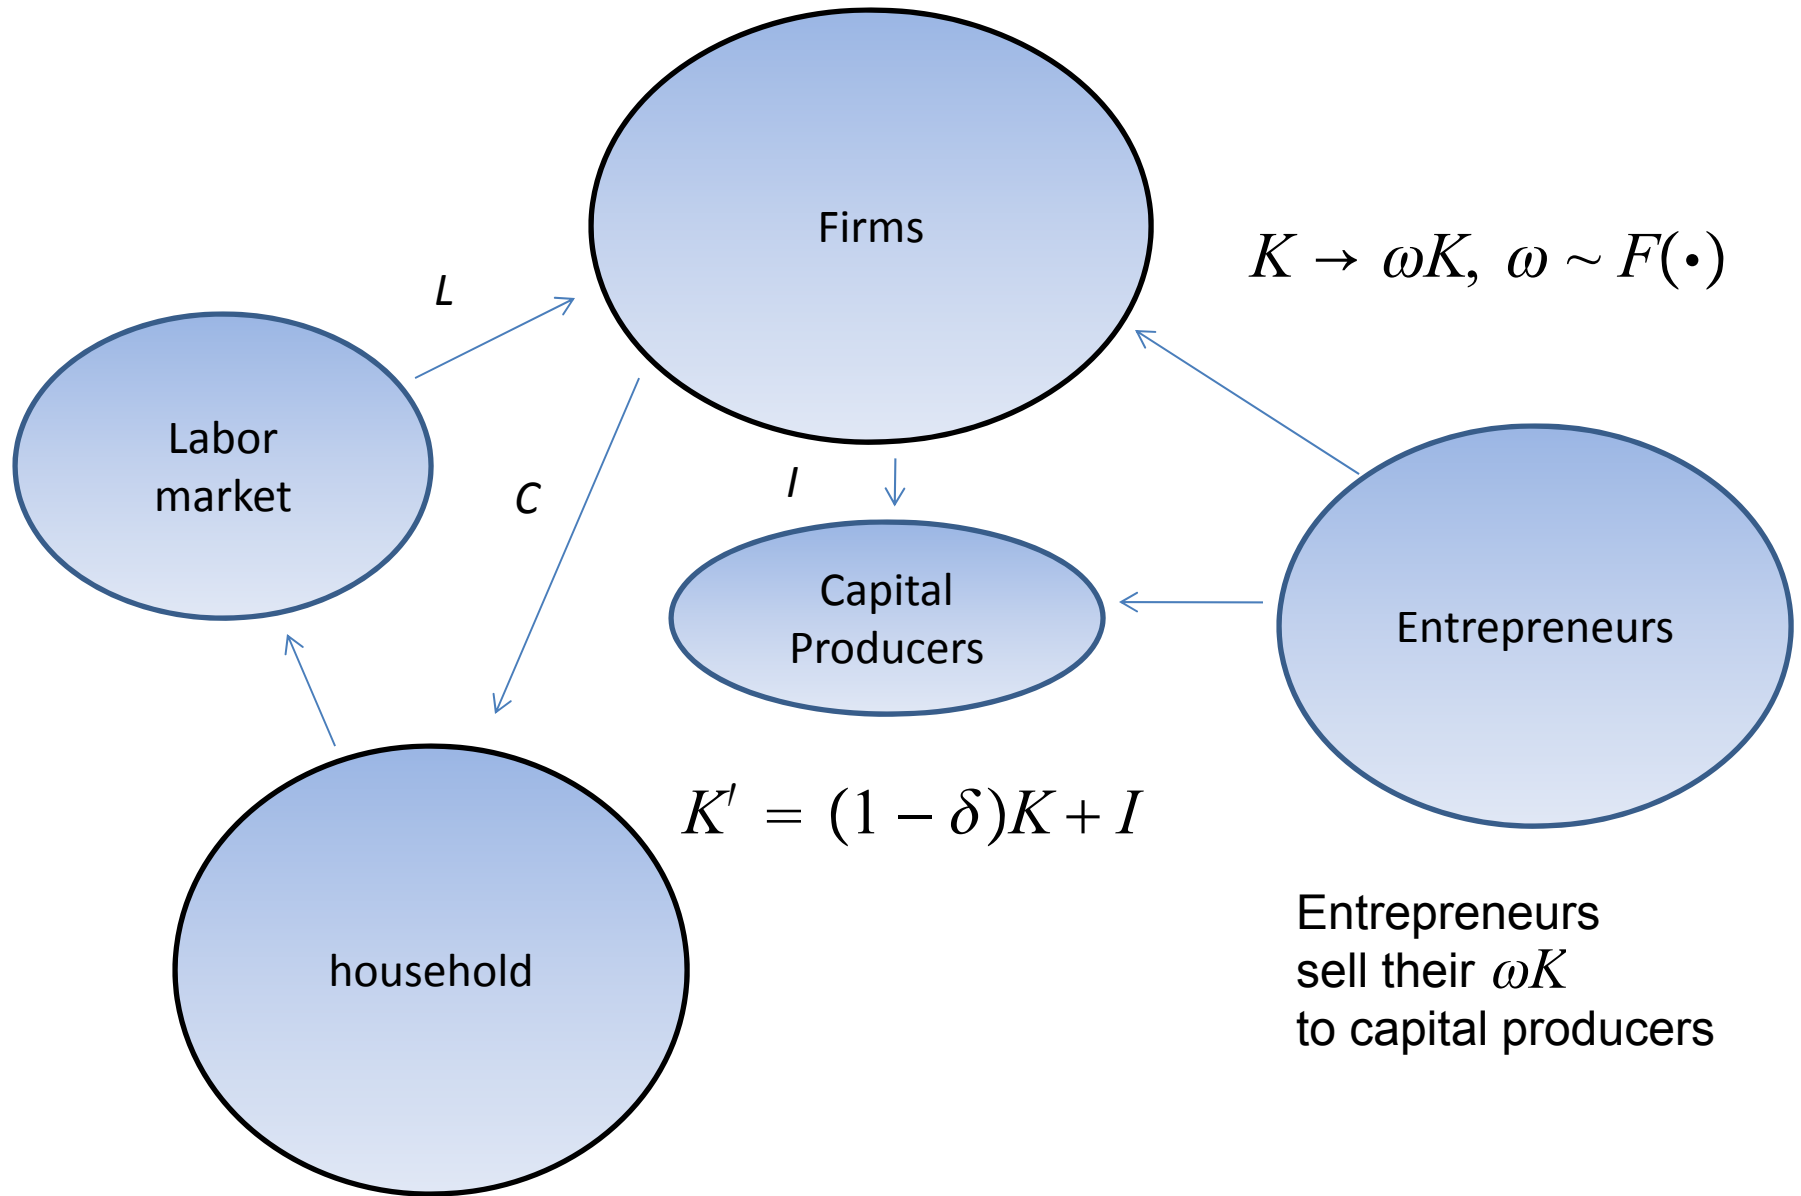 Firms
K → ωK, ω ~ F(·)
L
Labor
market
C
I
Capital
Producers
Entrepreneurs
K′ = (1 − δ)K + I
household
Entrepreneurs
sell their ωK
to capital producers